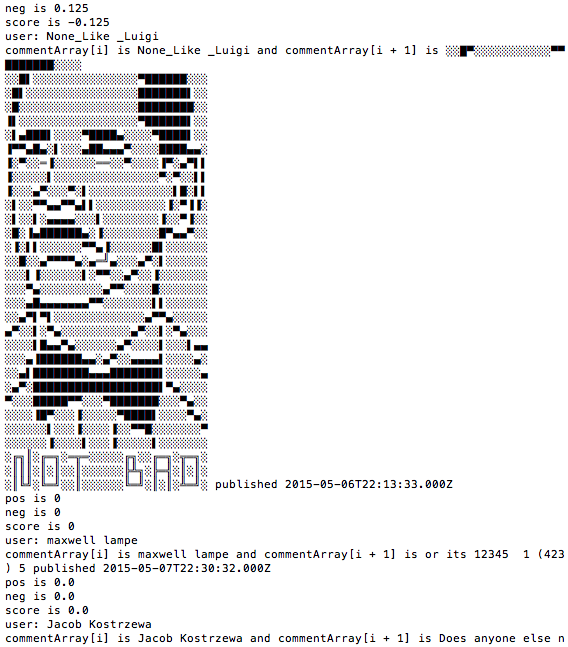 neg is 0.125
score is -0.125
user: None_Like _Luigi
commentArray[i] is None_Like _Luigi and commentArray[i + 1] is
NOT BAD published 2015-05-06T22:13:33.000Z
pos is 0
neg is 0
score is 0
user: maxwell lampe
commentArray[i] is maxwell lampe and commentArray[i + 1] is or its 12345  1 (423
) 5 published 2015-05-07T22:30:32.000Z
pos is 0.0
neg is 0.0
score is 0.0
user: Jacob Kostrzewa
commentArray[i] is Jacob Kostrzewa and commentArray[i + 1] is Does anyone else n